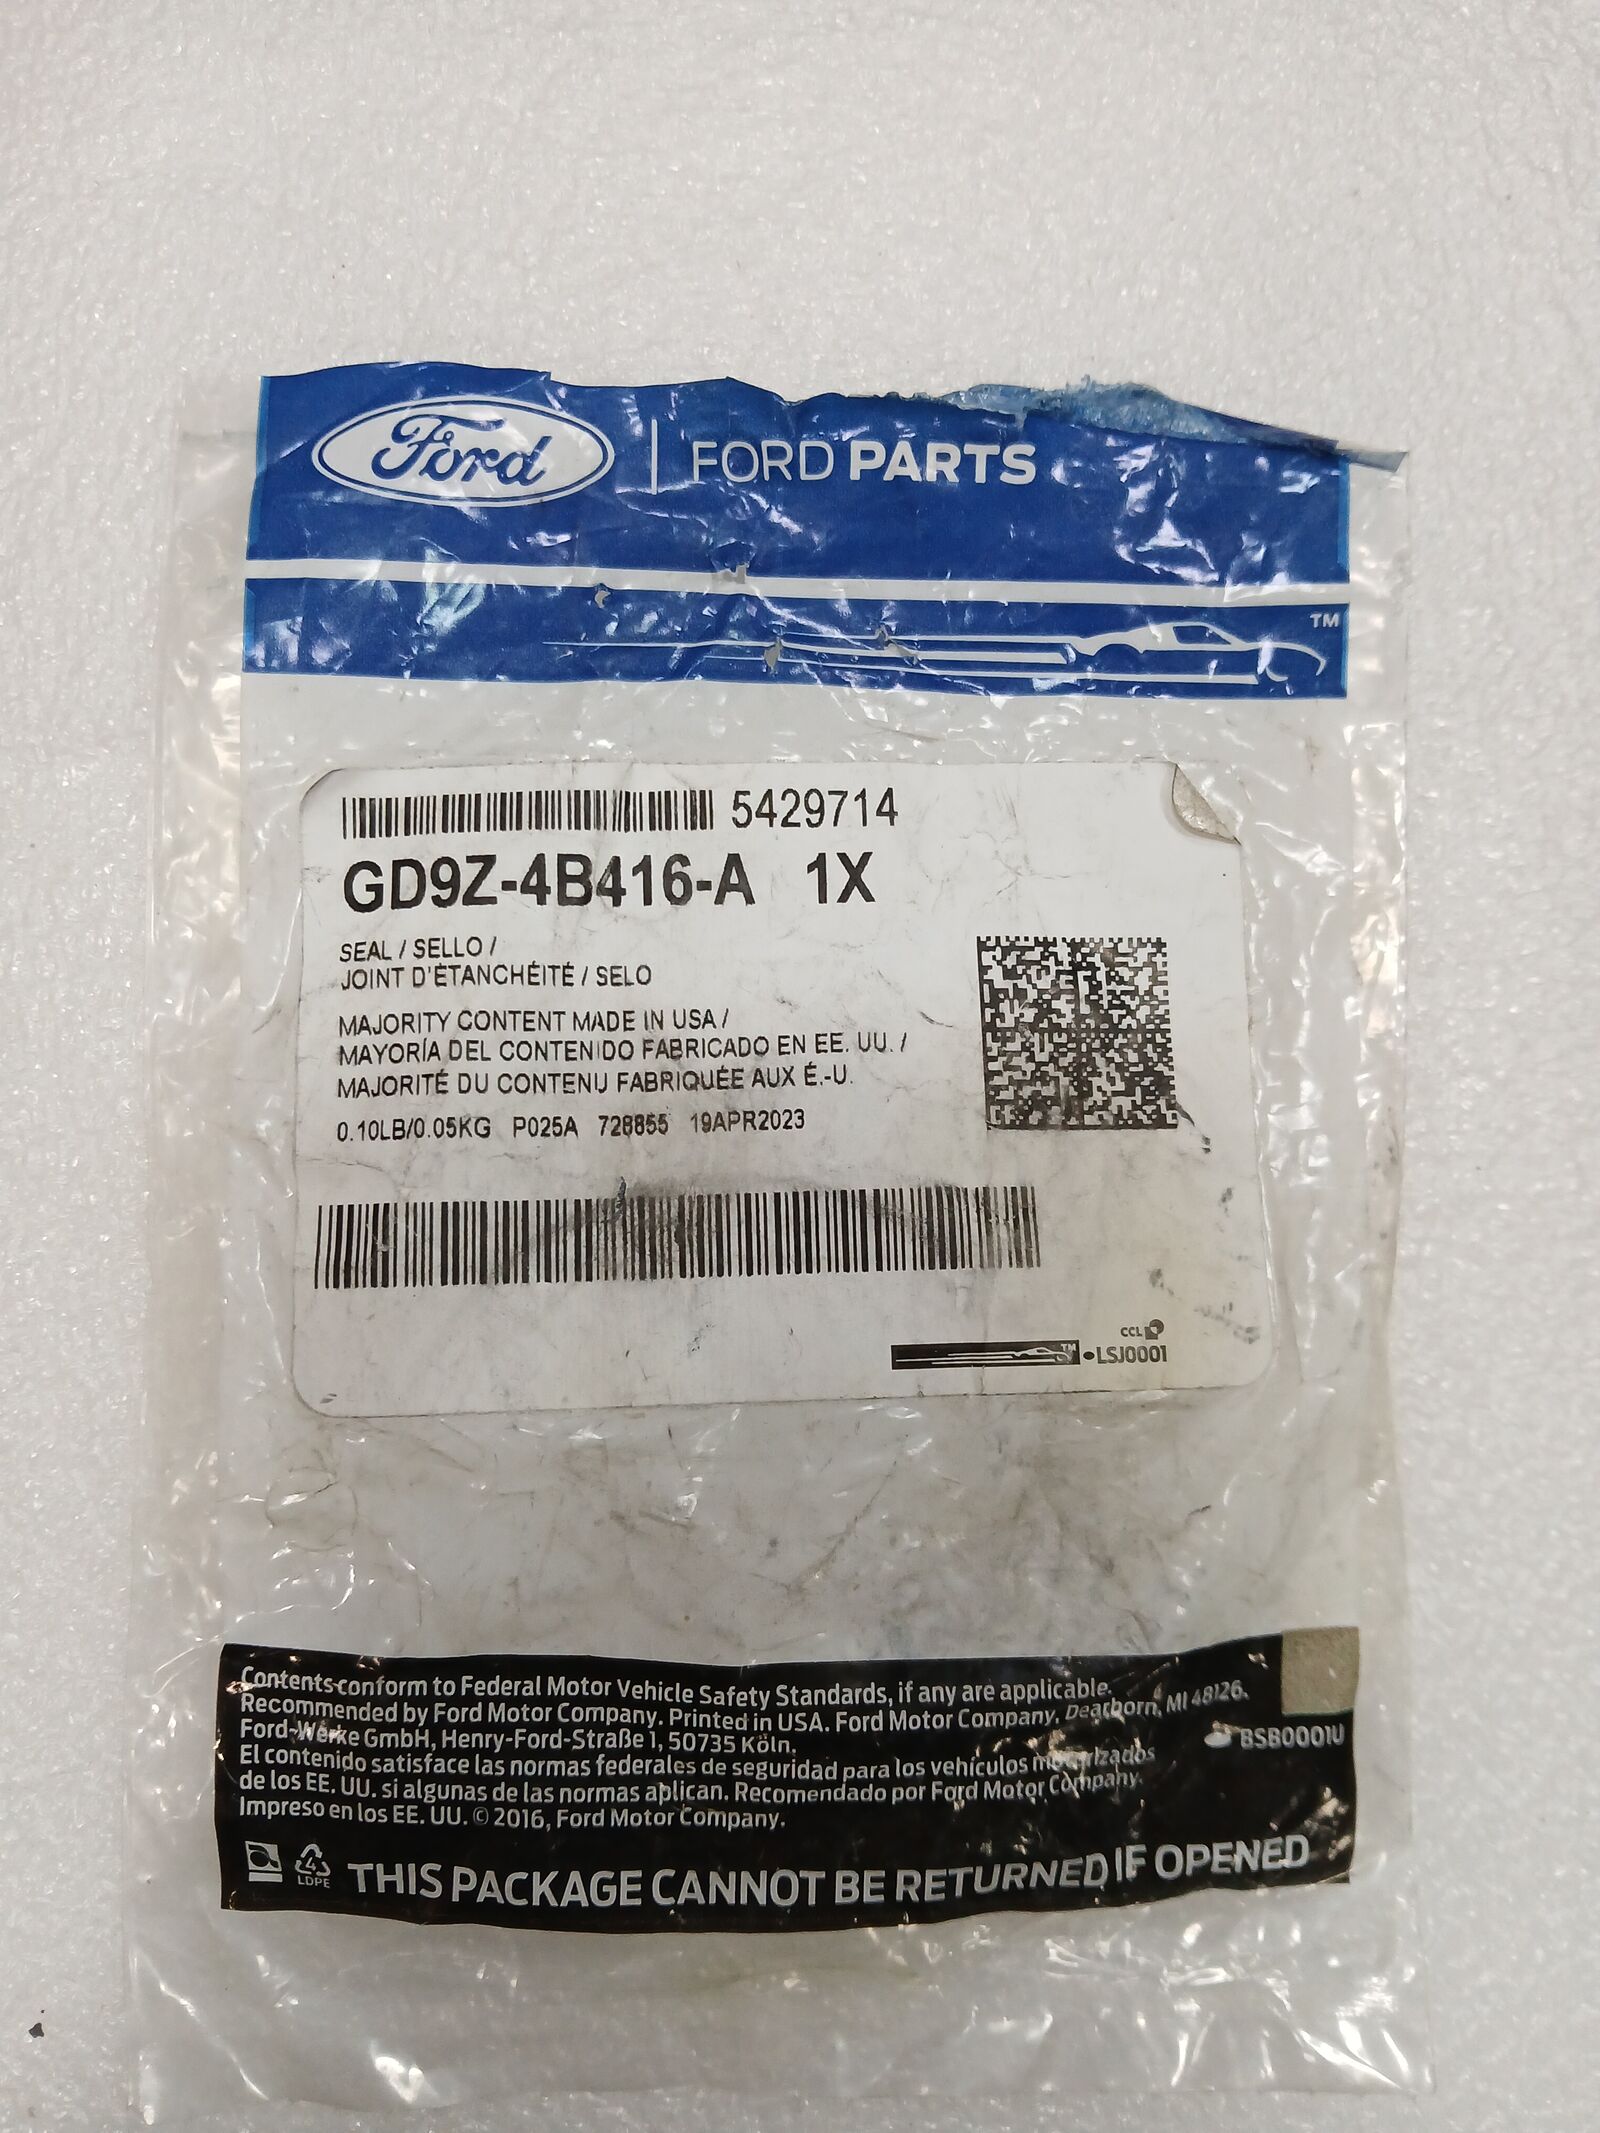 Ford | FORD PARTS
TM
5429714
GD9Z-4B416-A 1X
SEAL / SELLO /
JOINT D'ÉTANCHÉITÉ / SELO
MAJORITY CONTENT MADE IN USA /
MAYORÍA DEL CONTENIDO FABRICADO EN EE. UU. /
MAJORITÉ DU CONTENU FABRIQUÉE AUX É.-U.
0.10LB/0.05KG P025A 728855 19APR2023
CCL
TM
•LSJ0001
Contents conform to Federal Motor Vehicle Safety Standards, if any are applicable.
Recommended by Ford Motor Company. Printed in USA. Ford Motor Company, Dearborn, MI 48126.
Ford-Werke GmbH, Henry-Ford-Straße 1, 50735 Köln.
BSB0001U
El contenido satisface las normas federales de seguridad para los vehículos motorizados
de los EE. UU. si algunas de las normas aplican. Recomendado por Ford Motor Company.
Impreso en los EE. UU. © 2016, Ford Motor Company.
4
LDPE
THIS PACKAGE CANNOT BE RETURNED IF OPENED